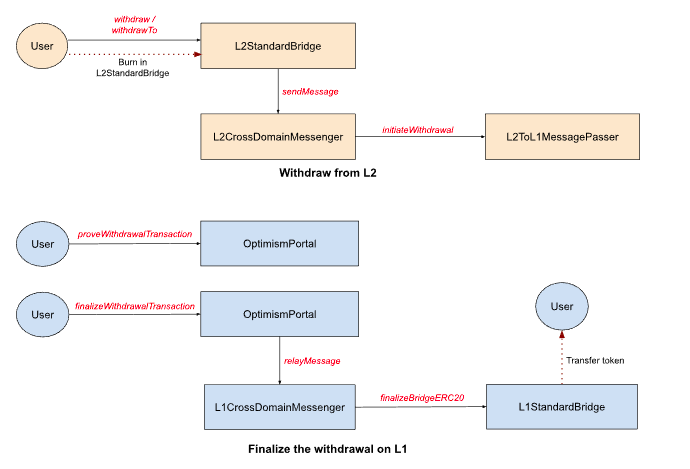 withdraw /
withdrawTo
User
L2StandardBridge
Burn in
L2StandardBridge
sendMessage
L2CrossDomainMessenger
initiateWithdrawal
L2ToL1MessagePasser
Withdraw from L2
User
proveWithdrawalTransaction
OptimismPortal
User
finalizeWithdrawalTransaction
OptimismPortal
User
relayMessage
Transfer token
L1CrossDomainMessenger
finalizeBridgeERC20
L1StandardBridge
Finalize the withdrawal on L1